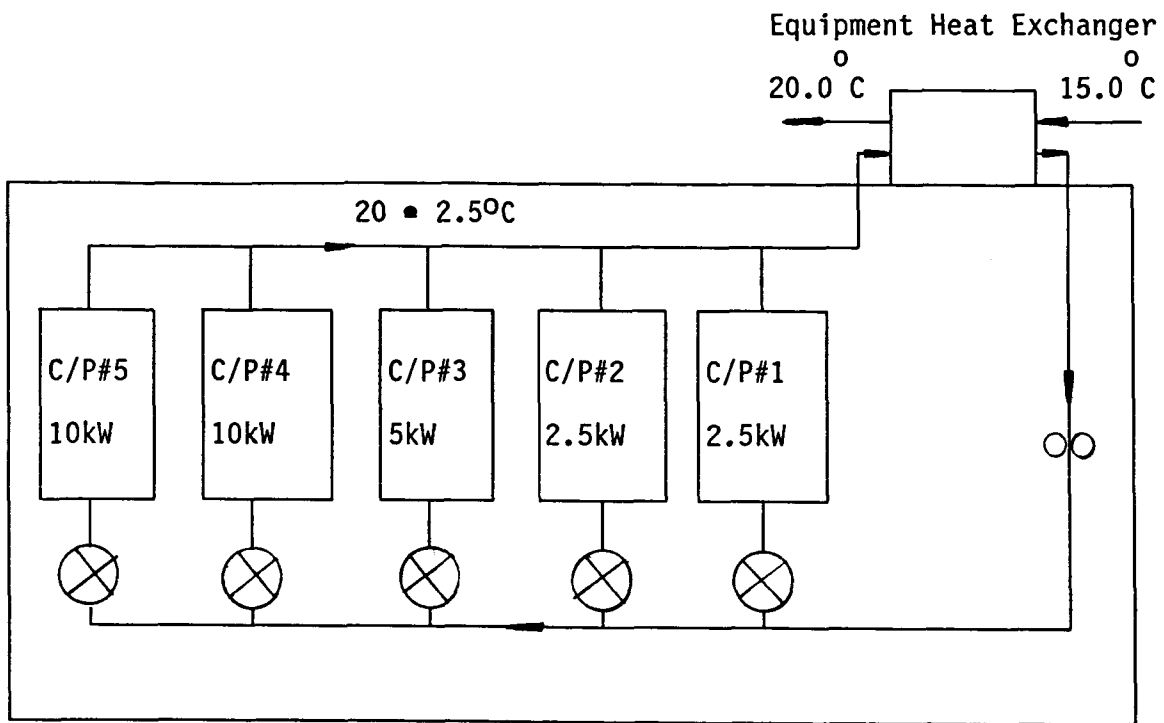 Equipment Heat Exchanger
20.0 °C
15.0 °C
20 • 2.5°C
C/P#5
10kW
C/P#4
10kW
C/P#3
5kW
C/P#2
2.5kW
C/P#1
2.5kW